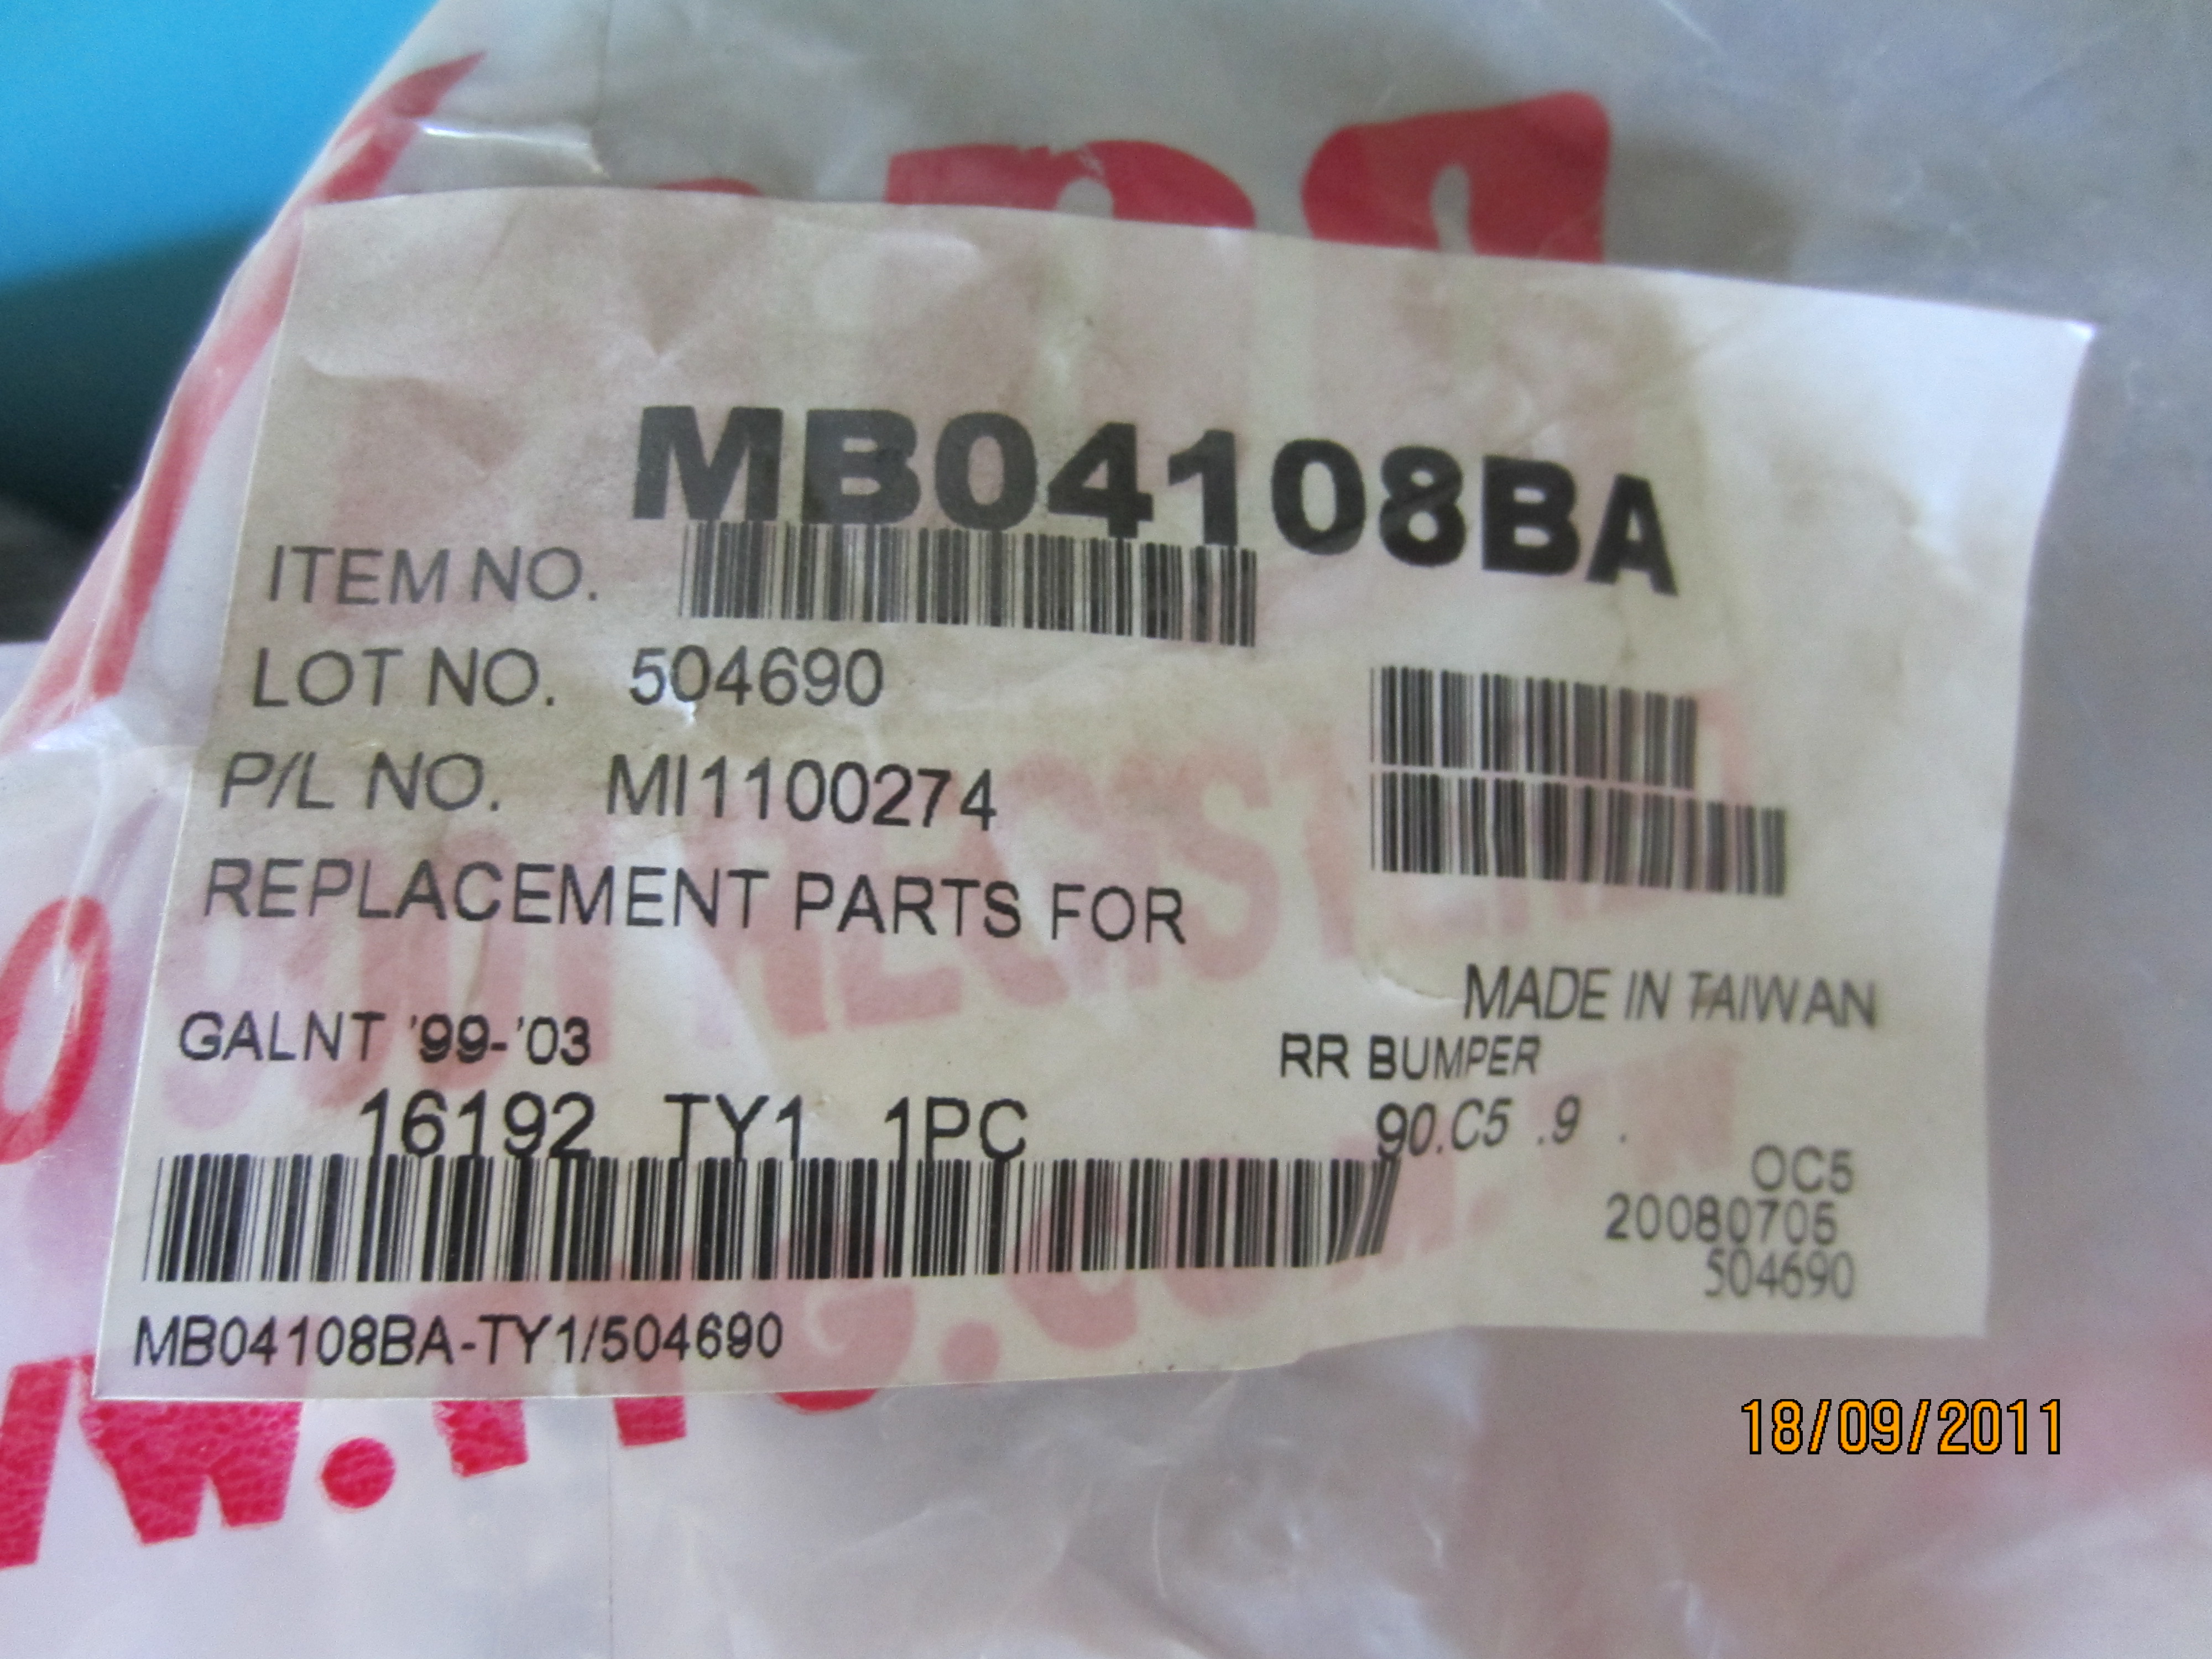 MB04108BA
ITEM NO.
LOT NO. 504690
P/L NO. MI1100274
REPLACEMENT PARTS FOR
MADE IN TAIWAN
GALNT '99-'03
RR BUMPER
16192 TY1 1PC
90.C5 .9 .
OC5
20080705
504690
MB04108BA-TY1/504690
18/09/2011